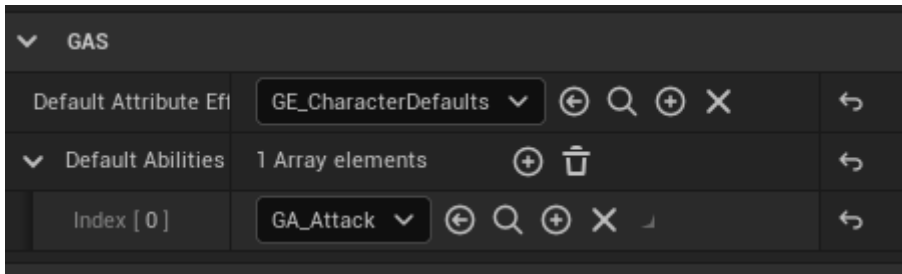 GAS
Default Attribute Eff GE_CharacterDefaults
Default Abilities 1 Array elements
Index [ 0 ] GA_Attack